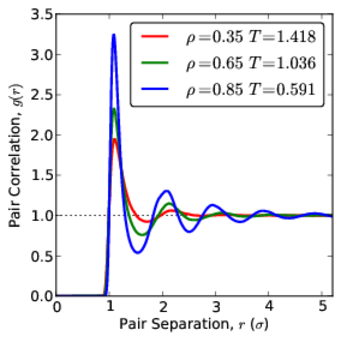 3.5
3.0
2.5
2.0
1.5
1.0
0.5
0.0
Pair Correlation, g(r)
ρ=0.35 T=1.418
ρ=0.65 T=1.036
ρ=0.85 T=0.591
0 1 2 3 4 5
Pair Separation, r (σ)